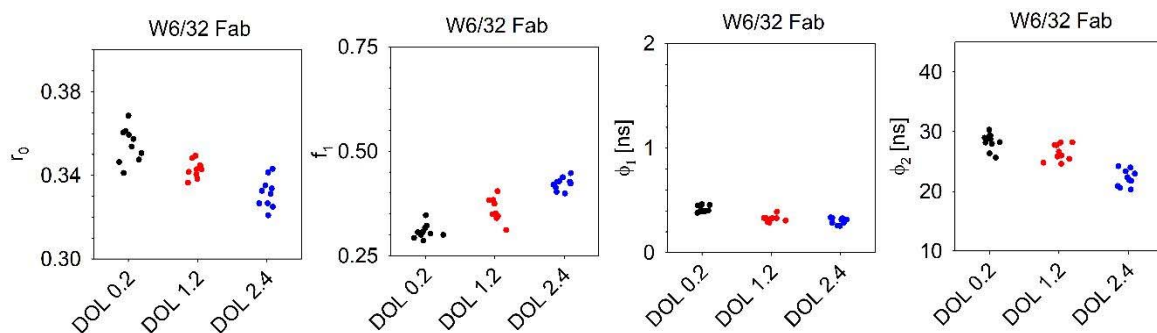 W6/32 Fab
r0
0.38
0.34
0.30
DOL 0.2
DOL 1.2
DOL 2.4
W6/32 Fab
f1
0.75
0.50
0.25
DOL 0.2
DOL 1.2
DOL 2.4
W6/32 Fab
ϕ1 [ns]
2
1
0
DOL 0.2
DOL 1.2
DOL 2.4
W6/32 Fab
ϕ2 [ns]
40
30
20
10
DOL 0.2
DOL 1.2
DOL 2.4